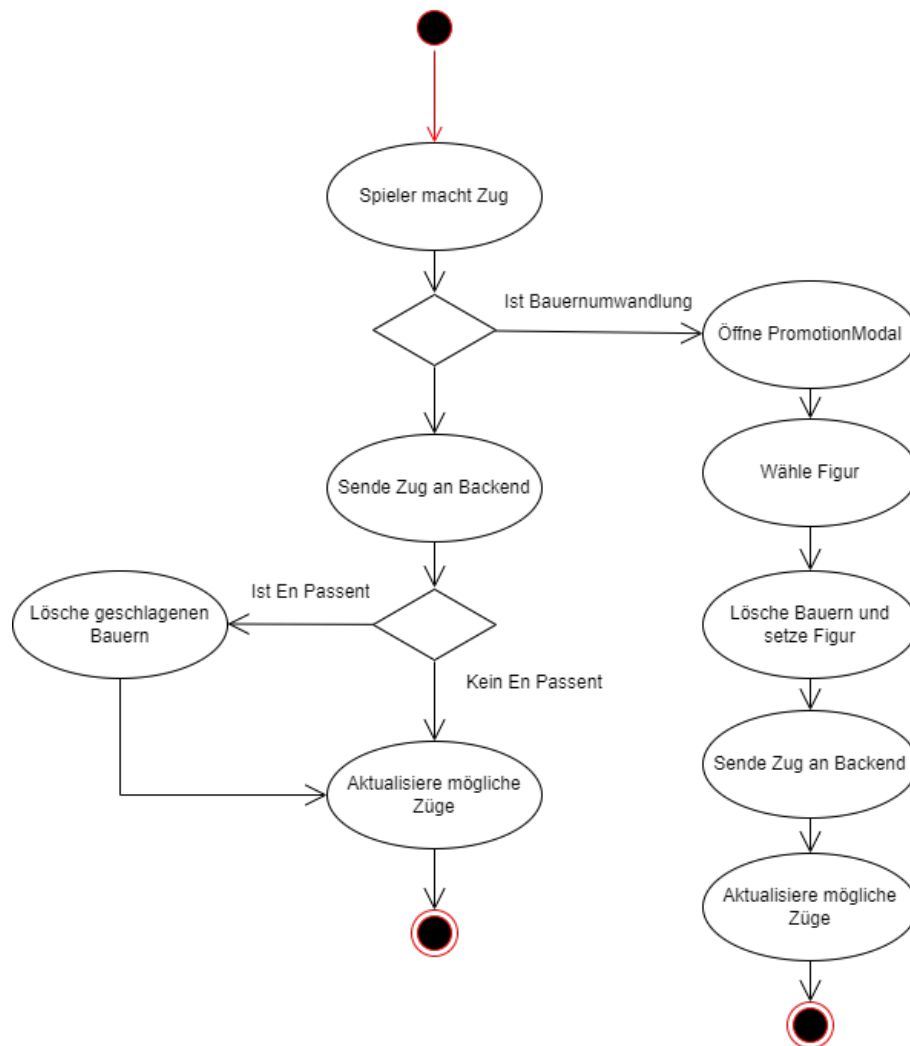 Spieler macht Zug
Ist Bauernumwandlung
Öffne PromotionModal
Wähle Figur
Sende Zug an Backend
Ist En Passent
Lösche geschlagenen
Bauern
Lösche Bauern und
setze Figur
Kein En Passent
Sende Zug an Backend
Aktualisiere mögliche
Züge
Aktualisiere mögliche
Züge